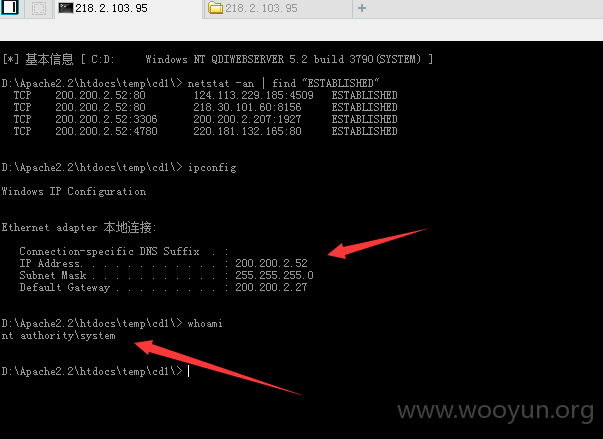 218.2.103.95
218.2.103.95
[*] 基本信息 [ C:D:     Windows NT QDIWEBSERVER 5.2 build 3790(SYSTEM) ]
D:\Apache2.2\htdocs\temp\cd1\> netstat -an | find "ESTABLISHED"
TCP    200.200.2.52:80        124.113.229.185:4509   ESTABLISHED
TCP    200.200.2.52:80        218.30.101.60:8156     ESTABLISHED
TCP    200.200.2.52:3306      200.200.2.207:1927     ESTABLISHED
TCP    200.200.2.52:4780      220.181.132.165:80     ESTABLISHED
D:\Apache2.2\htdocs\temp\cd1\> ipconfig
Windows IP Configuration
Ethernet adapter 本地连接:
Connection-specific DNS Suffix  . :
IP Address. . . . . . . . . . . . : 200.200.2.52
Subnet Mask . . . . . . . . . . . : 255.255.255.0
Default Gateway . . . . . . . . . : 200.200.2.27
D:\Apache2.2\htdocs\temp\cd1\> whoami
nt authority\system
D:\Apache2.2\htdocs\temp\cd1\>
www.wooyun.org